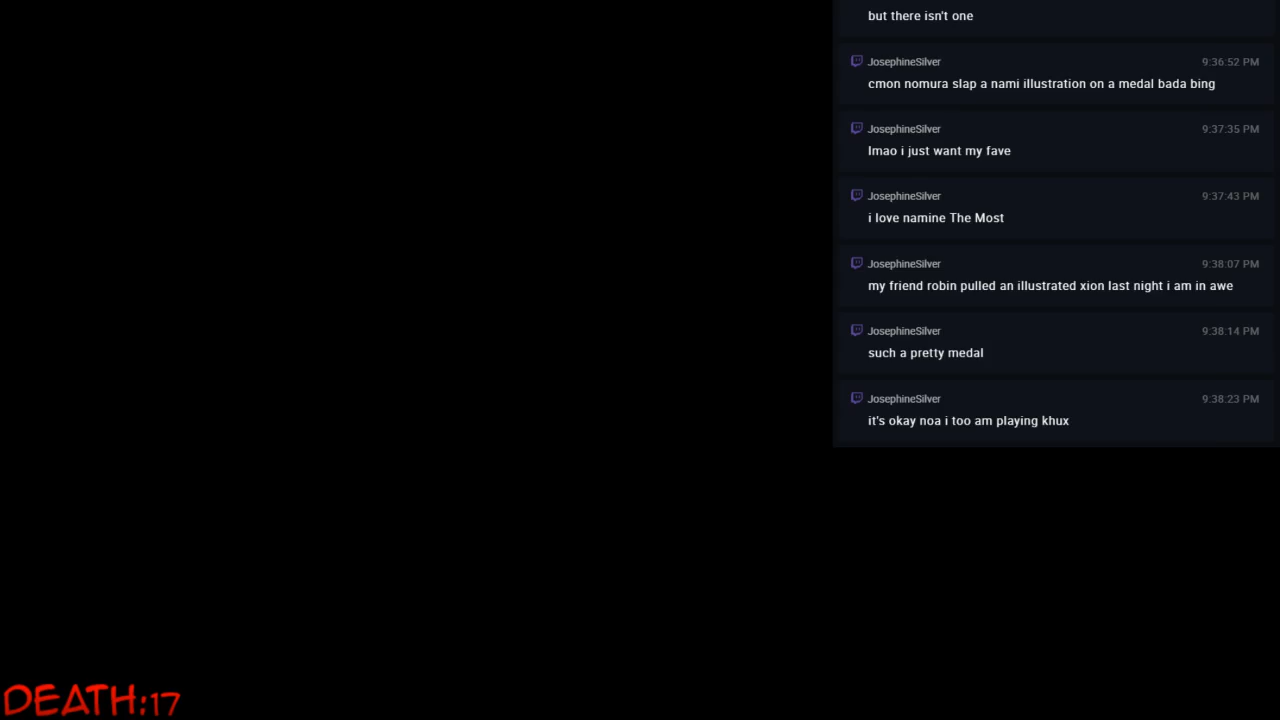 but there isn't one
JosephineSilver 9:36:52 PM
cmon nomura slap a nami illustration on a medal bada bing
JosephineSilver 9:37:35 PM
lmao i just want my fave
JosephineSilver 9:37:43 PM
i love namine The Most
JosephineSilver 9:38:07 PM
my friend robin pulled an illustrated xion last night i am in awe
JosephineSilver 9:38:14 PM
such a pretty medal
JosephineSilver 9:38:23 PM
it's okay noa i too am playing khux
DEATH:17